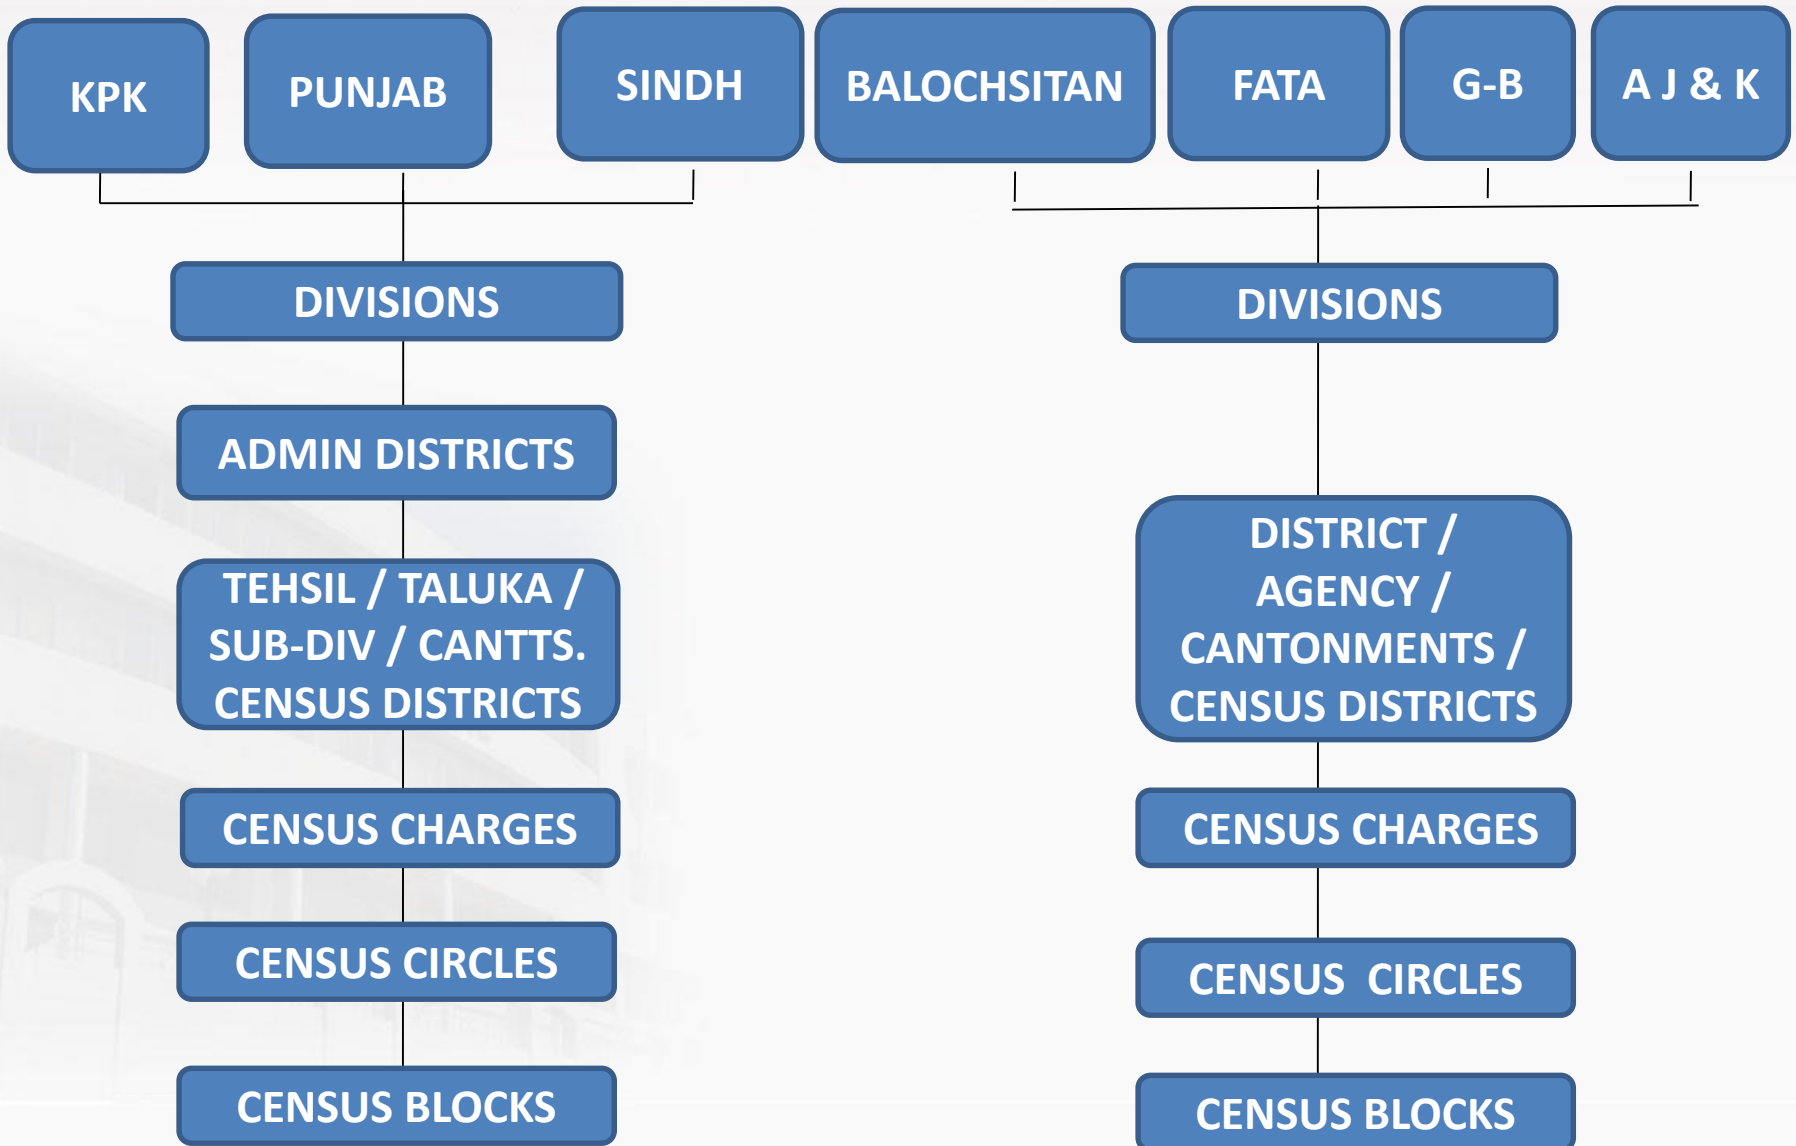 KPK
PUNJAB
SINDH
BALOCHSITAN
FATA
G-B
A J & K
DIVISIONS
ADMIN DISTRICTS
TEHSIL / TALUKA /
SUB-DIV / CANTTS.
CENSUS DISTRICTS
CENSUS CHARGES
CENSUS CIRCLES
CENSUS BLOCKS
DIVISIONS
DISTRICT /
AGENCY /
CANTONMENTS /
CENSUS DISTRICTS
CENSUS CHARGES
CENSUS CIRCLES
CENSUS BLOCKS